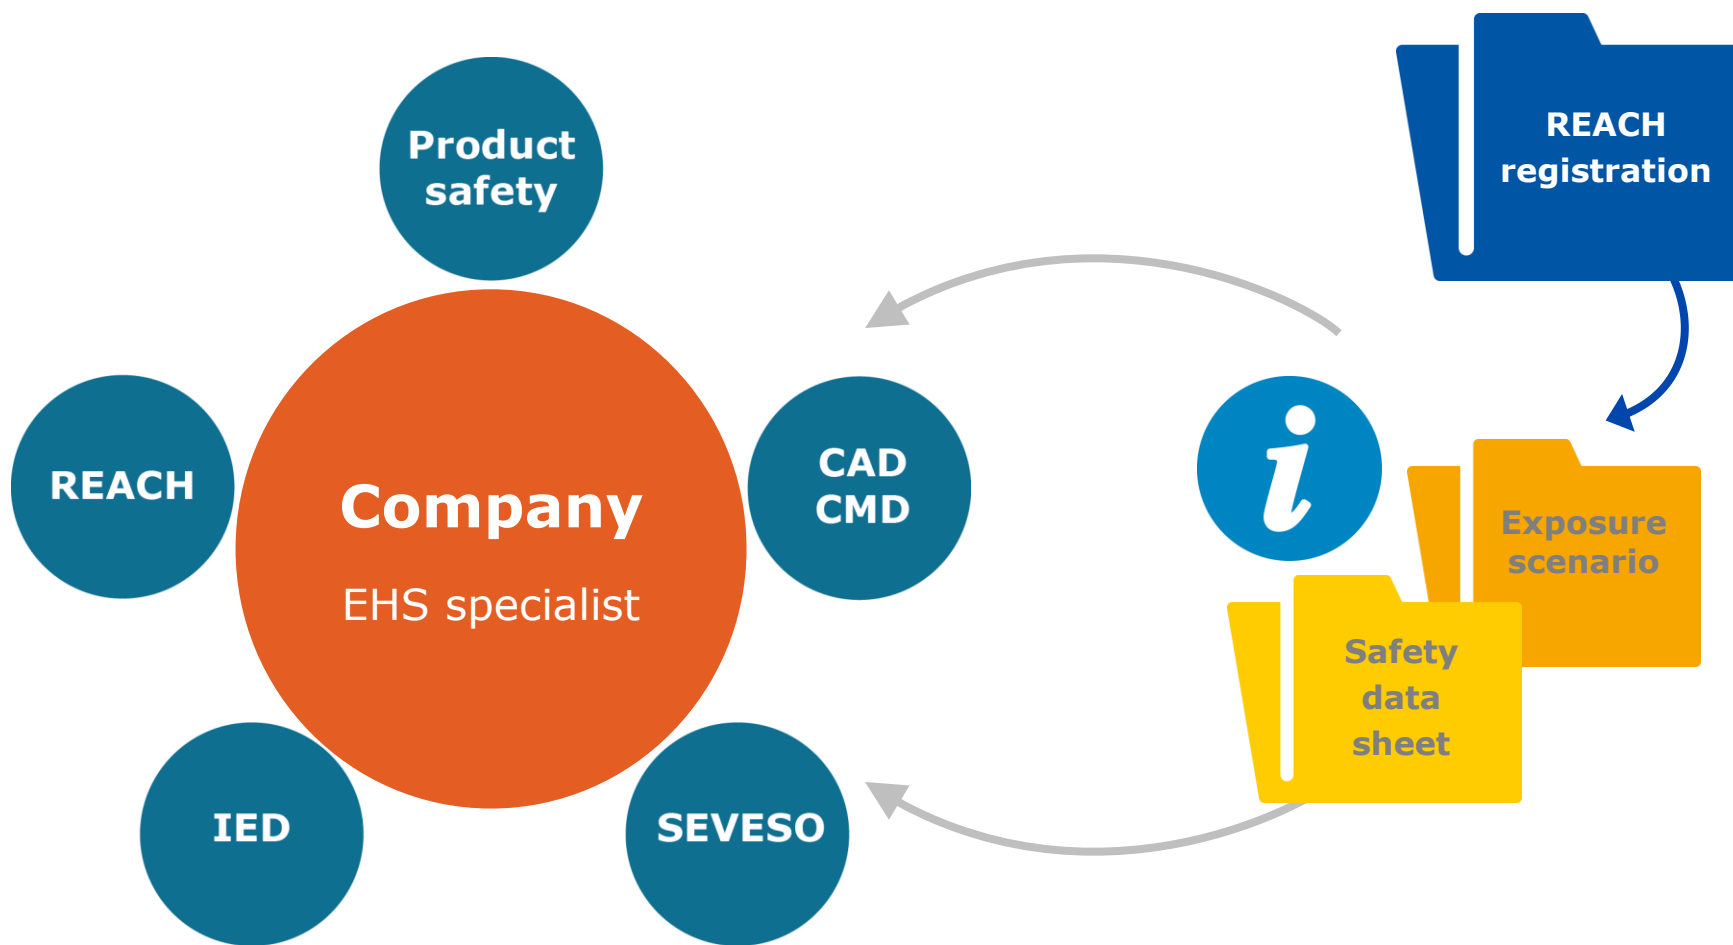 Product
safety
REACH
registration
REACH
Company
EHS specialist
CAD
CMD
i
Exposure
scenario
Safety
data
sheet
IED
SEVESO